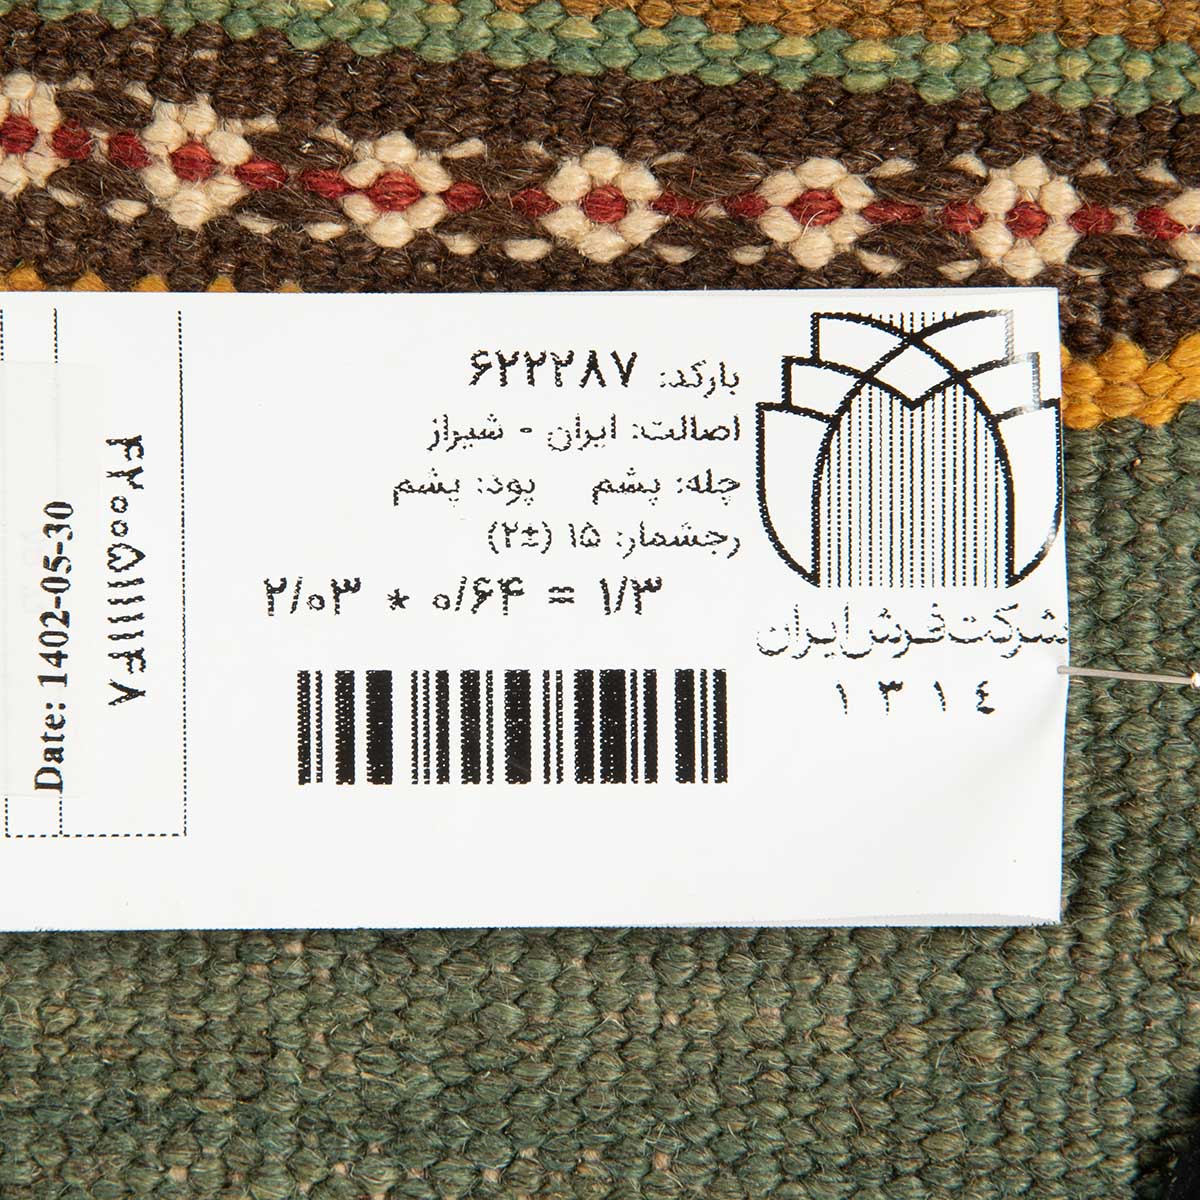 بارکد: ۶۲۲۲۸۷
اصالت: ایران - شیراز
چله: پشم پود: پشم
رجشمار: ۱۵ (±۲)
۲/۰۳ * ۰/۶۴ = ۱/۳
شرکت فرش ایران
١٣١٤
Date: 1402-05-30